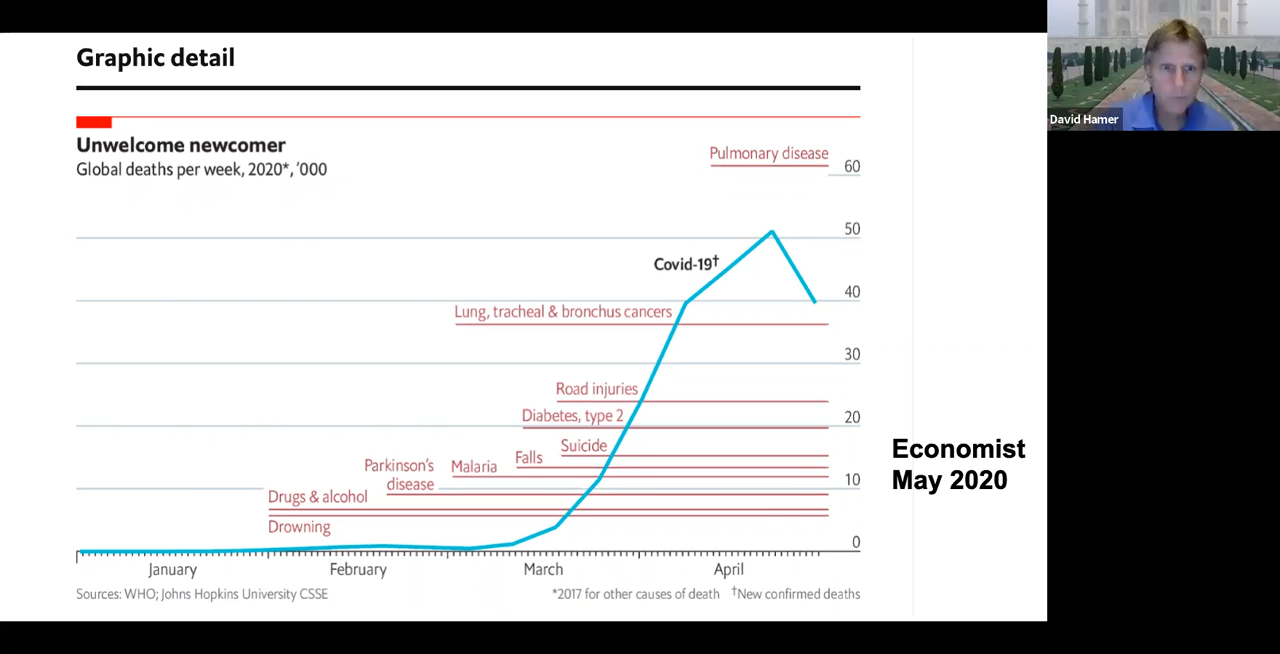 Graphic detail
Unwelcome newcomer
Global deaths per week, 2020*, ’000
Pulmonary disease
60
50
Covid-19†
40
Lung, tracheal & bronchus cancers
30
Road injuries
Diabetes, type 2
20
Suicide
Falls
Malaria
Parkinson’s
disease
10
Drugs & alcohol
Drowning
0
January February March April
Sources: WHO; Johns Hopkins University CSSE *2017 for other causes of death †New confirmed deaths
Economist
May 2020
David Hamer